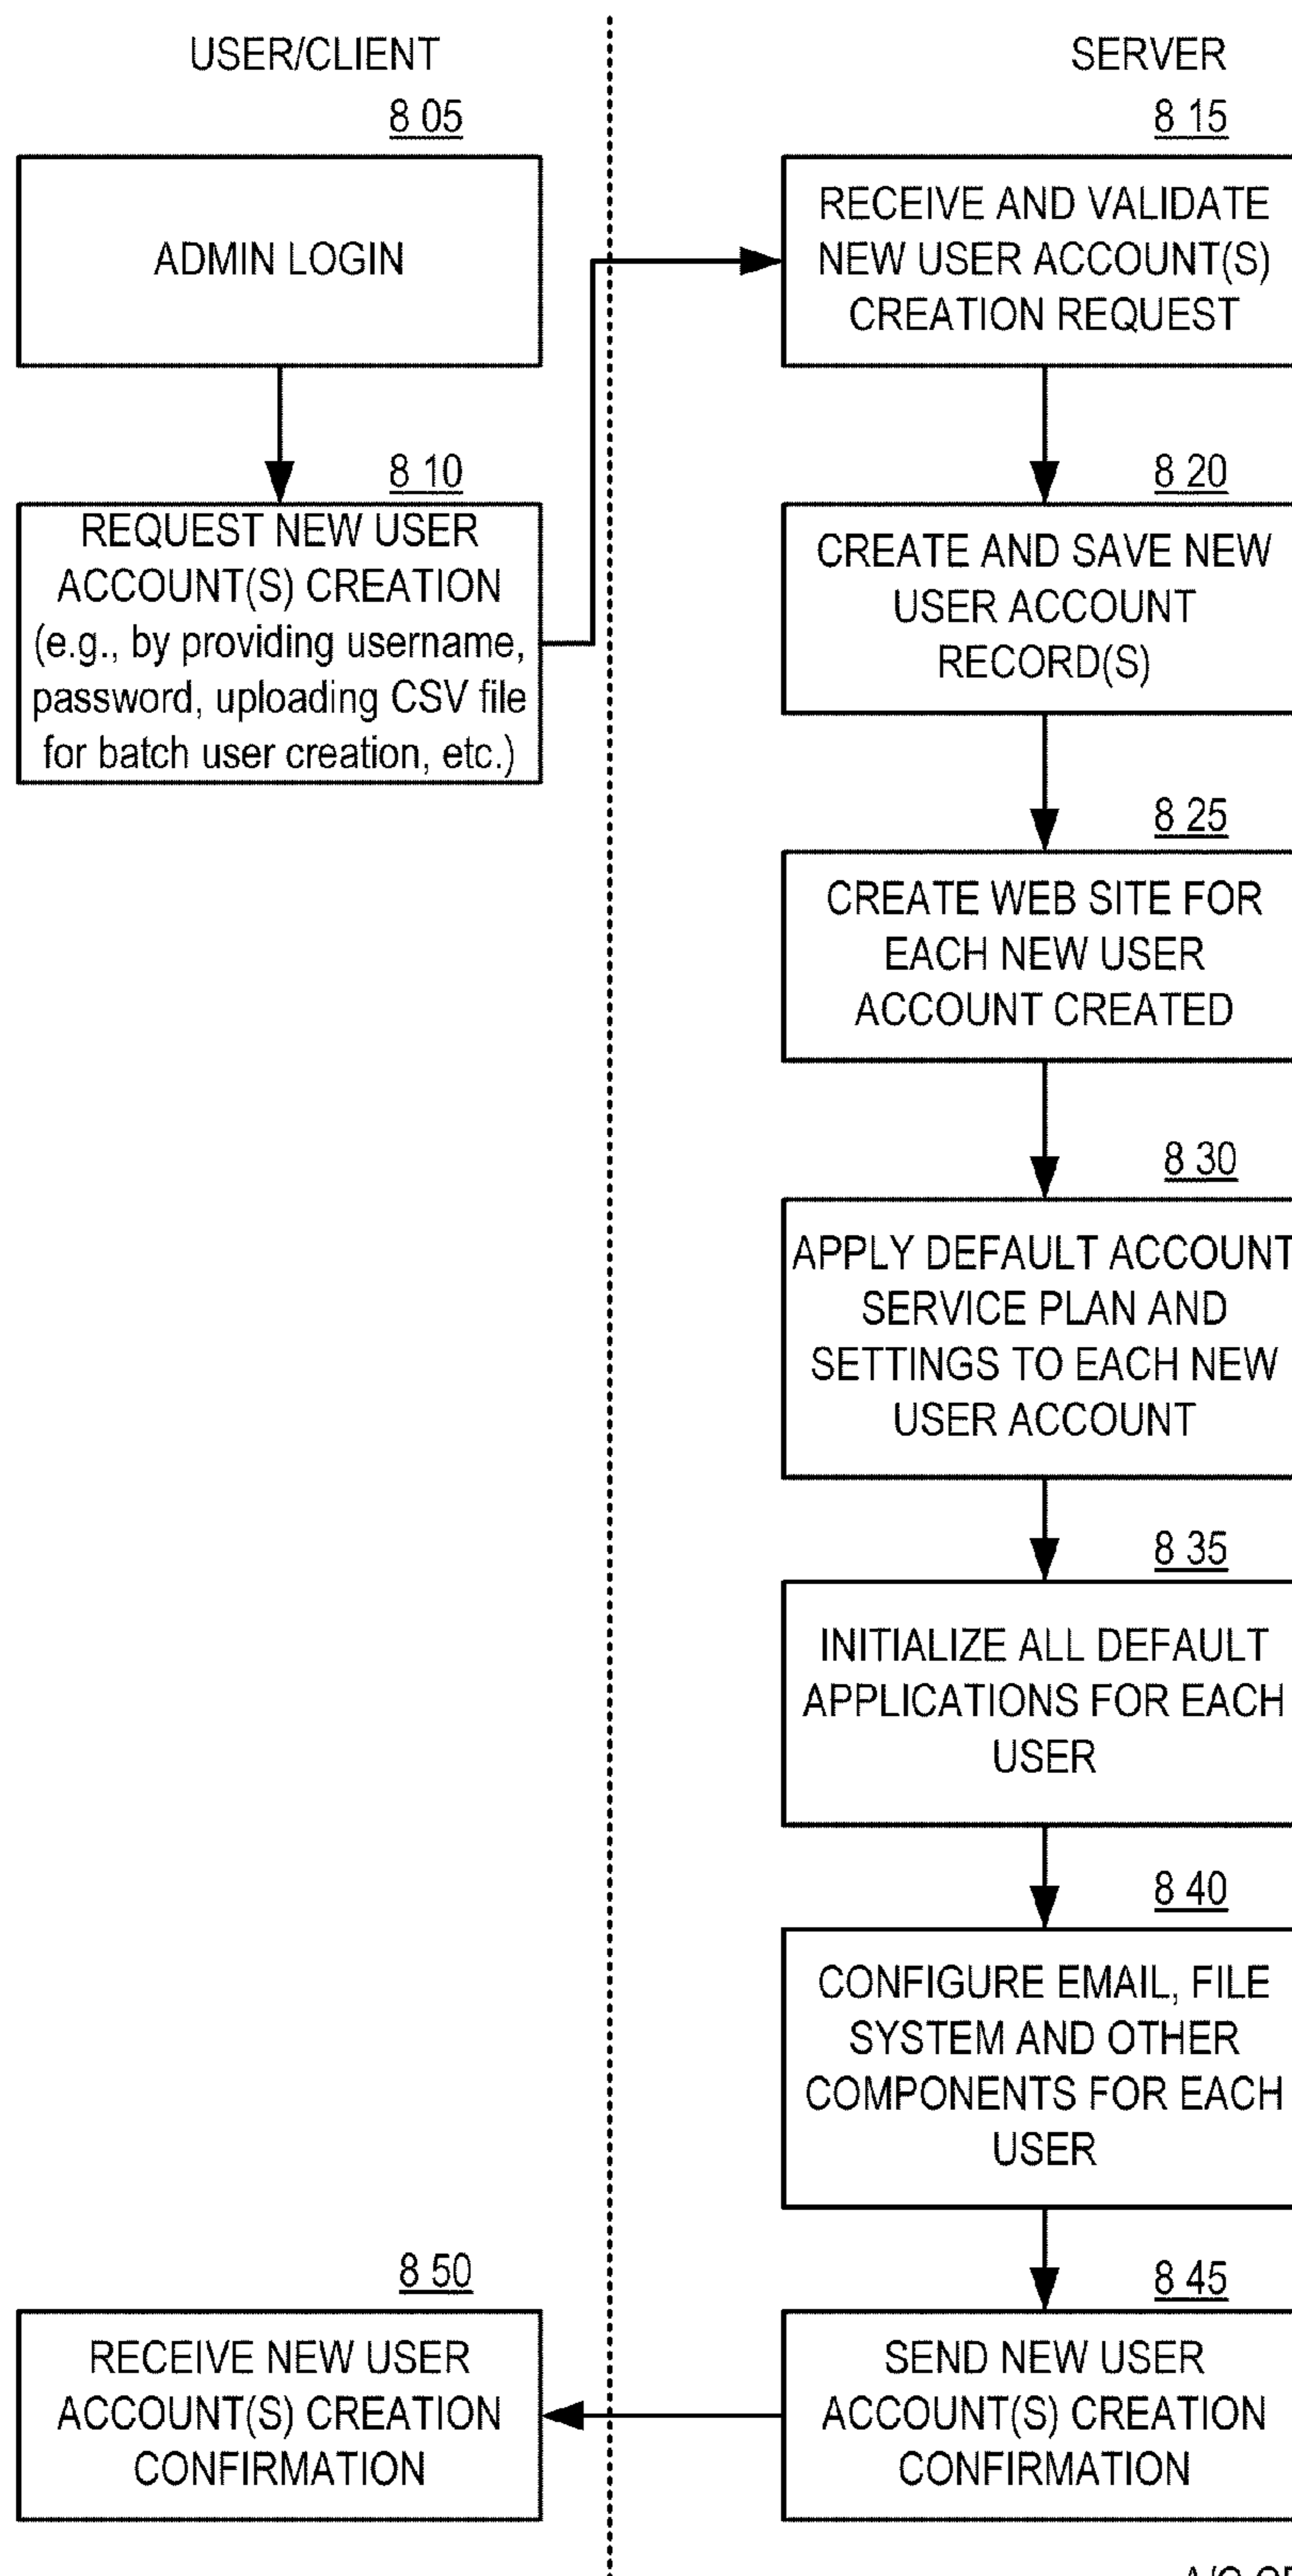 USER/CLIENT
SERVER
8 05
8 15
ADMIN LOGIN
RECEIVE AND VALIDATE
NEW USER ACCOUNT(S)
CREATION REQUEST
8 10
8 20
REQUEST NEW USER
ACCOUNT(S) CREATION
(e.g., by providing username,
password, uploading CSV file
for batch user creation, etc.)
CREATE AND SAVE NEW
USER ACCOUNT
RECORD(S)
8 25
CREATE WEB SITE FOR
EACH NEW USER
ACCOUNT CREATED
8 30
APPLY DEFAULT ACCOUNT
SERVICE PLAN AND
SETTINGS TO EACH NEW
USER ACCOUNT
8 35
INITIALIZE ALL DEFAULT
APPLICATIONS FOR EACH
USER
8 40
CONFIGURE EMAIL, FILE
SYSTEM AND OTHER
COMPONENTS FOR EACH
USER
8 50
8 45
RECEIVE NEW USER
ACCOUNT(S) CREATION
CONFIRMATION
SEND NEW USER
ACCOUNT(S) CREATION
CONFIRMATION